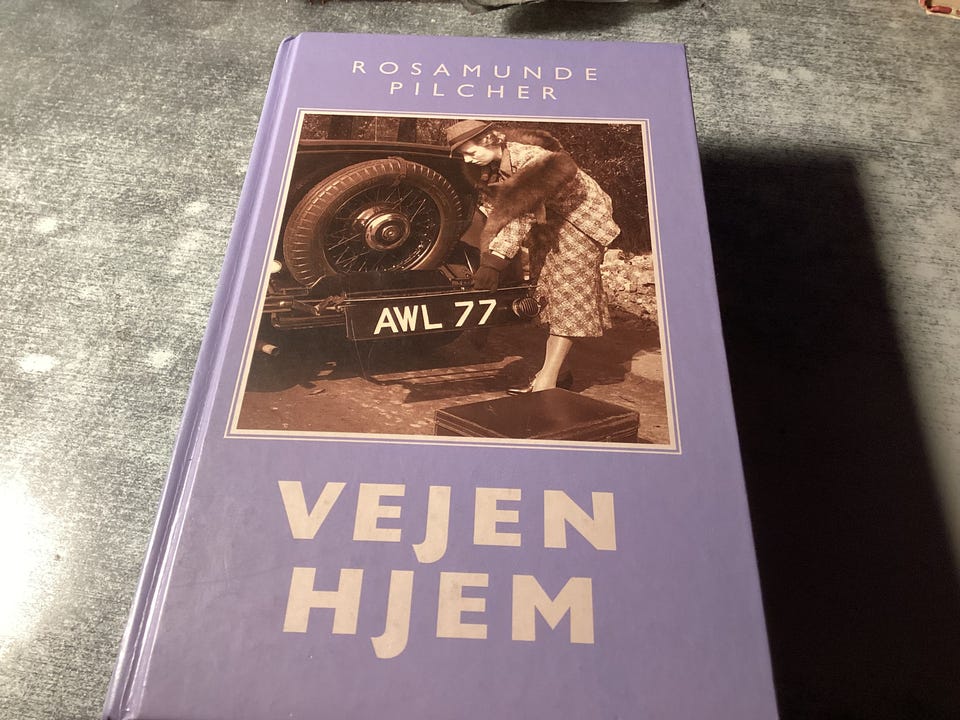 ROSAMUNDE
PILCHER
AWL 77
VEJEN
HJEM